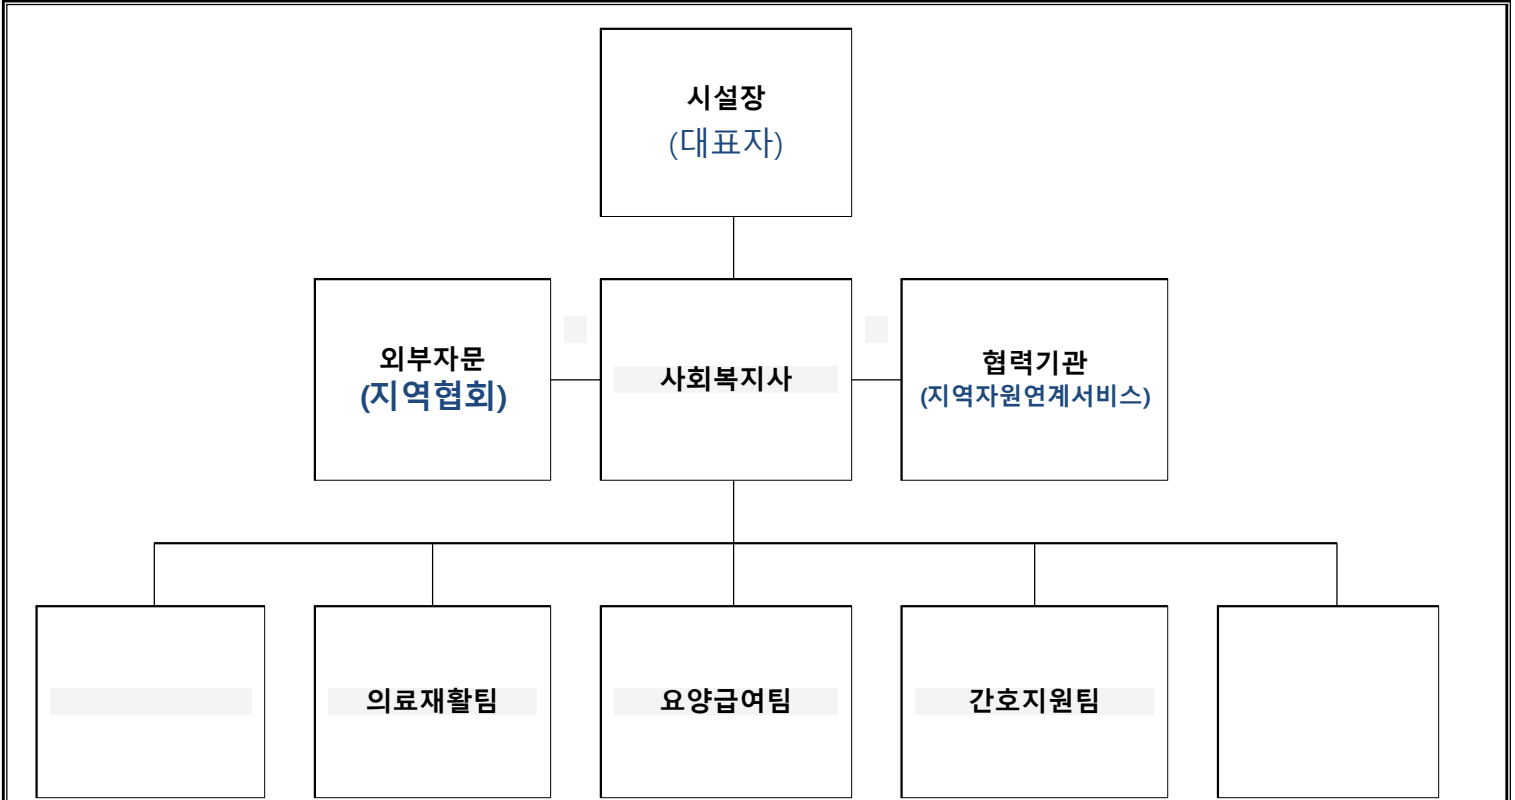 시설장
(대표자)
외부자문
(지역협회)
사회복지사
협력기관
(지역자원연계서비스)
의료재활팀
요양급여팀
간호지원팀